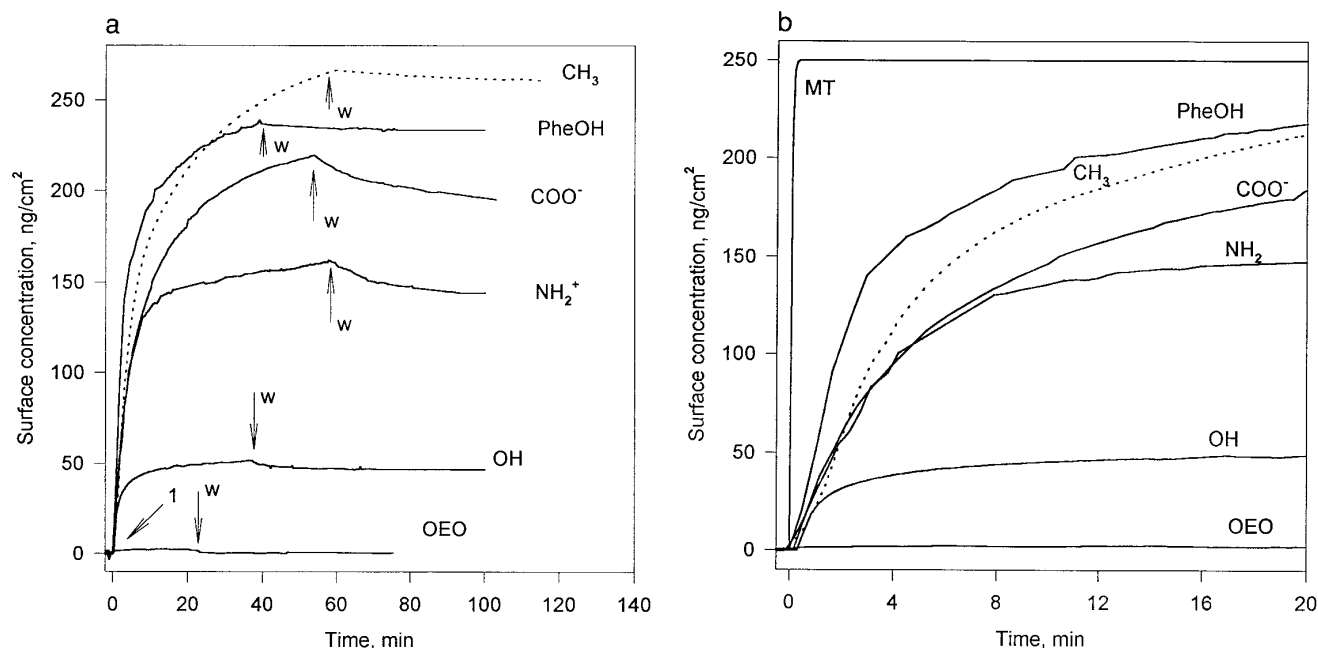 a
Surface concentration, ng/cm²
250
200
150
100
50
0
CH₃
w
PheOH
w
COO⁻
w
NH₂⁺
w
w
OH
1
w
OEO
0 20 40 60 80 100 120 140
Time, min
b
Surface concentration, ng/cm²
250
200
150
100
50
0
MT
PheOH
CH₃
COO⁻
NH₂
OH
OEO
0 4 8 12 16 20
Time, min